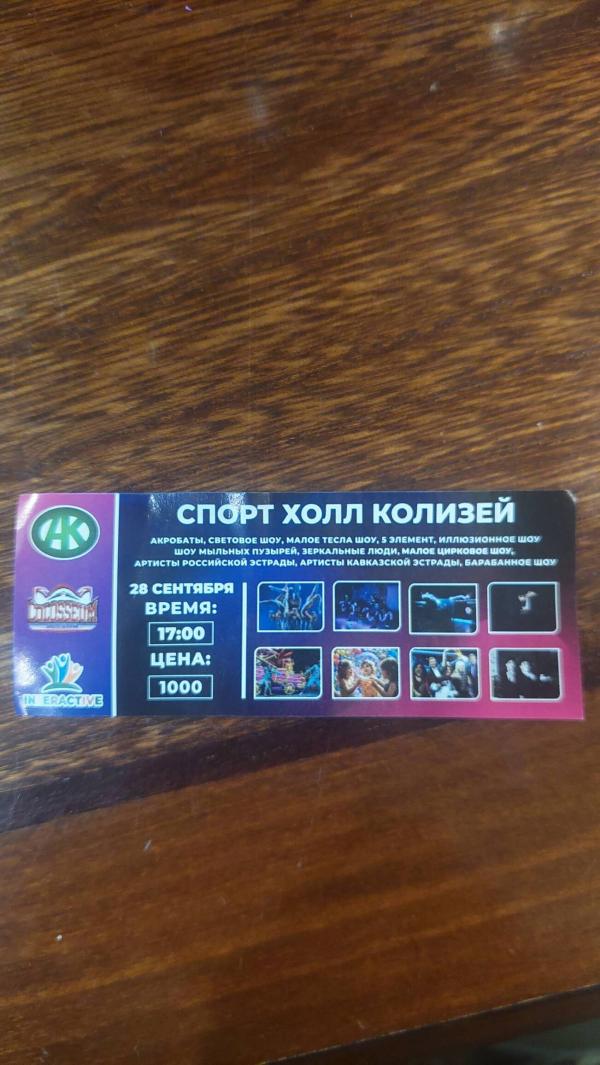 СПОРТ ХОЛЛ КОЛИЗЕЙ
АКРОБАТЫ, СВЕТОВОЕ ШОУ, МАЛОЕ ТЕСЛА ШОУ, 5 ЭЛЕМЕНТ, ИЛЛЮЗИОННОЕ ШОУ
ШОУ МЫЛЬНЫХ ПУЗЫРЕЙ, ЗЕРКАЛЬНЫЕ ЛЮДИ, МАЛОЕ ЦИРКОВОЕ ШОУ,
АРТИСТЫ РОССИЙСКОЙ ЭСТРАДЫ, АРТИСТЫ КАВКАЗСКОЙ ЭСТРАДЫ, БАРАБАННОЕ ШОУ
28 СЕНТЯБРЯ
ВРЕМЯ:
17:00
ЦЕНА:
1000
COLOSSEUM
INTERACTIVE